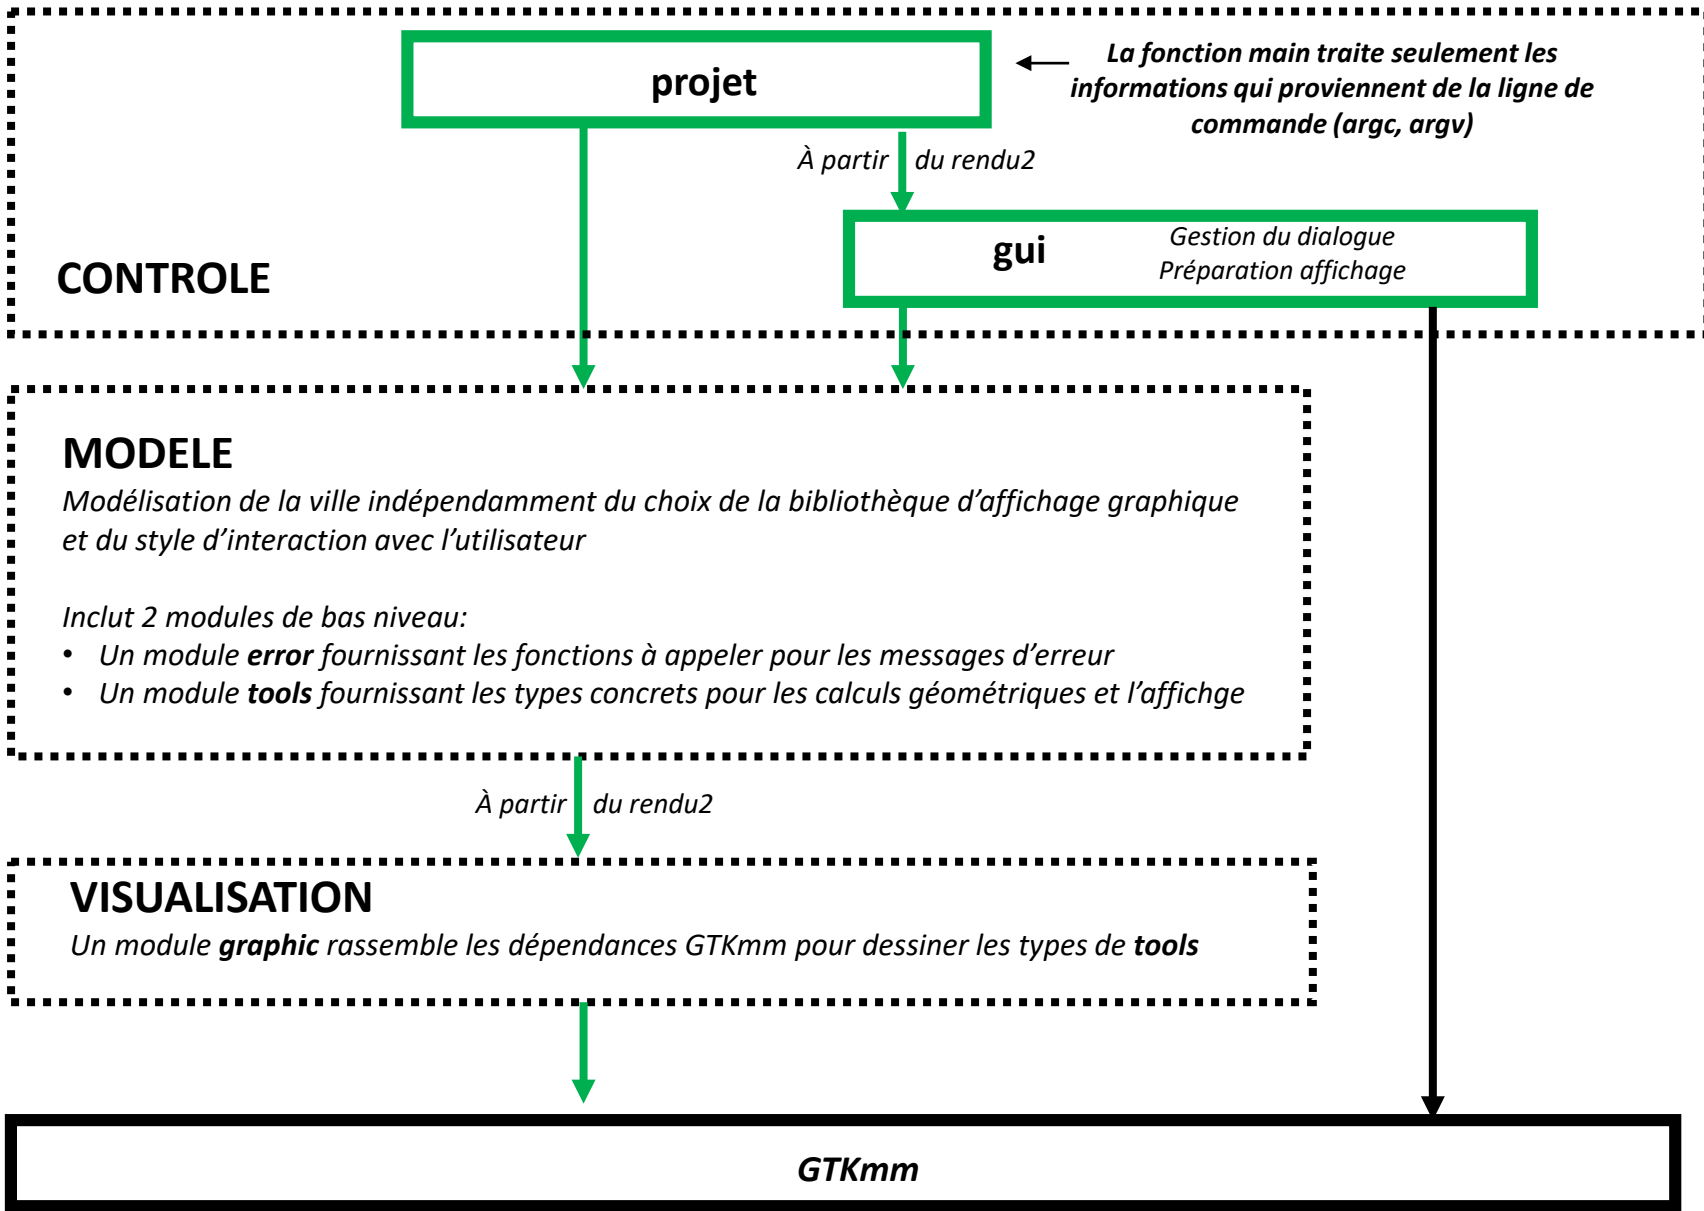 projet
La fonction main traite seulement les
informations qui proviennent de la ligne de
commande (argc, argv)
À partir du rendu2
gui
Gestion du dialogue
Préparation affichage
CONTROLE
MODELE
Modélisation de la ville indépendamment du choix de la bibliothèque d'affichage graphique
et du style d'interaction avec l'utilisateur
Inclut 2 modules de bas niveau:
• Un module error fournissant les fonctions à appeler pour les messages d'erreur
• Un module tools fournissant les types concrets pour les calculs géométriques et l'affichge
À partir du rendu2
VISUALISATION
Un module graphic rassemble les dépendances GTKmm pour dessiner les types de tools
GTKmm